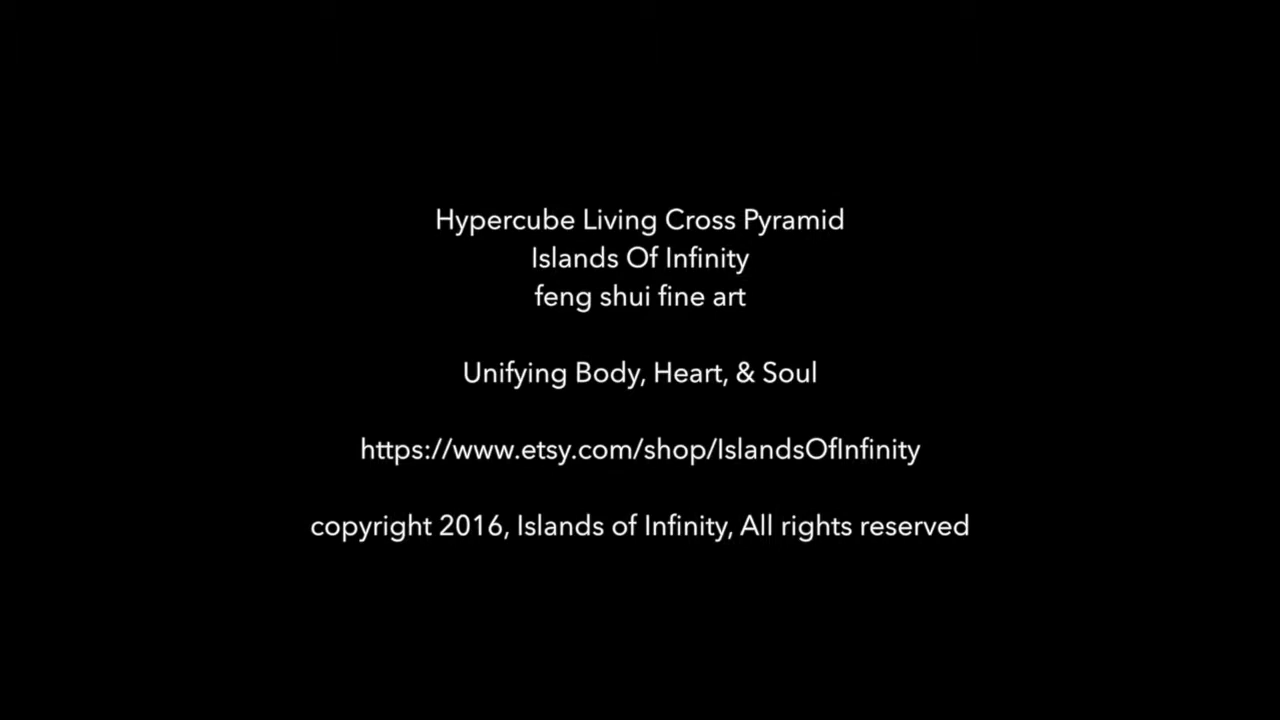 Hypercube Living Cross Pyramid
Islands Of Infinity
feng shui fine art
Unifying Body, Heart, & Soul
https://www.etsy.com/shop/IslandsOfInfinity
copyright 2016, Islands of Infinity, All rights reserved